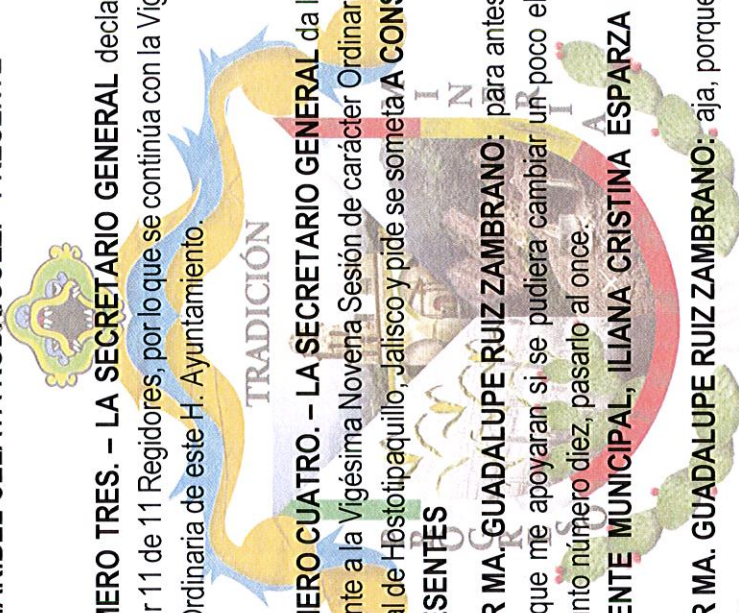 MERO TRES. – LA SECRETARIO GENERAL decla
r 11 de 11 Regidores, por lo que se continúa con la Vig
Ordinaria de este H. Ayuntamiento.
TRADICIÓN
MERO CUATRO. – LA SECRETARIO GENERAL da l
nte a la Vigésima Novena Sesión de carácter Ordinar
al de Hostotipaquillo, Jalisco y pide se someta A CONS
SENTES
R MA. GUADALUPE RUIZ ZAMBRANO: para antes
que me apoyaran si se pudiera cambiar un poco el
nto número diez, pasarlo al once.
ENTE MUNICIPAL, ILIANA CRISTINA ESPARZA
R MA. GUADALUPE RUIZ ZAMBRANO: aja, porque
PROGRESO
MINERIA